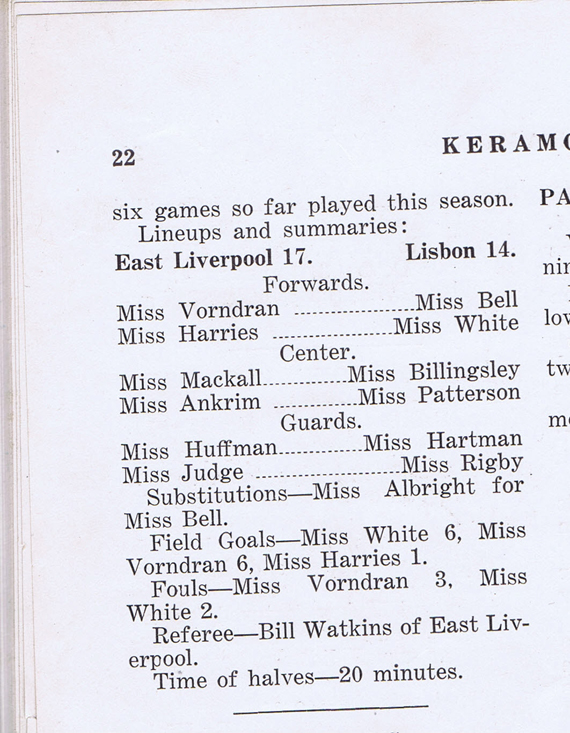 22
KERAMO
six games so far played this season.
Lineups and summaries:
East Liverpool 17. Lisbon 14.
Forwards.
Miss Vorndran ..................Miss Bell
Miss Harries ..................Miss White
Center.
Miss Mackall.............Miss Billingsley
Miss Ankrim .............Miss Patterson
Guards.
Miss Huffman.............Miss Hartman
Miss Judge ......................Miss Rigby
Substitutions—Miss Albright for
Miss Bell.
Field Goals—Miss White 6, Miss
Vorndran 6, Miss Harries 1.
Fouls—Miss Vorndran 3, Miss
White 2.
Referee—Bill Watkins of East Liv-
erpool.
Time of halves—20 minutes.
PA
nin
lov
tw